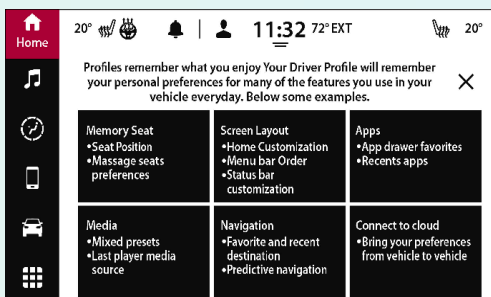 20° 11:32 72° EXT 20°
Home
Profiles remember what you enjoy Your Driver Profile will remember
your personal preferences for many of the features you use in your
vehicle everyday. Below some examples.
Memory Seat
•Seat Position
•Massage seats
preferences
Screen Layout
•Home Customization
•Menu bar Order
•Status bar
customization
Apps
•App drawer favorites
•Recents apps
Media
•Mixed presets
•Last player media
source
Navigation
•Favorite and recent
destination
•Predictive navigation
Connect to cloud
•Bring your preferences
from vehicle to vehicle